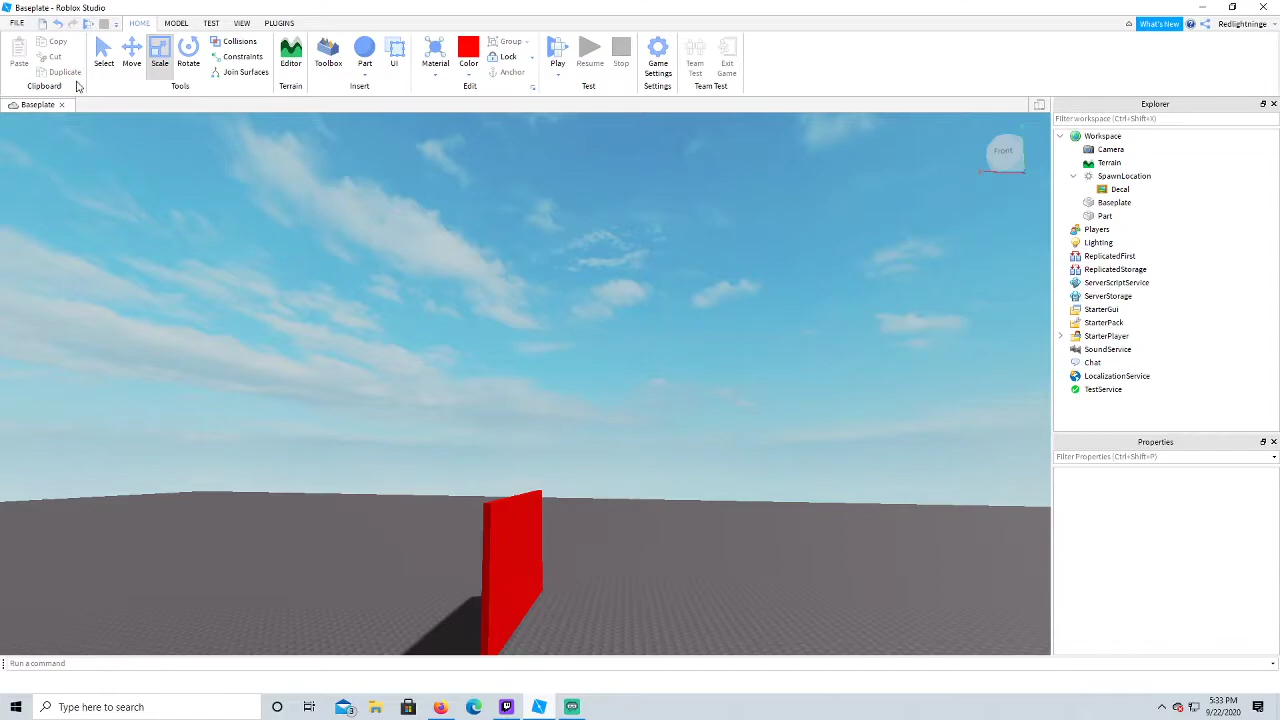 Baseplate - Roblox Studio
FILE HOME MODEL TEST VIEW PLUGINS What's New Redlightninge
Paste Copy Cut Duplicate Select Move Scale Rotate Collisions Constraints Join Surfaces Editor Toolbox Part UI Material Color Group Lock Anchor Play Resume Stop Game Settings Team Test Exit Game
Clipboard Tools Terrain Insert Edit Test Settings Team Test
Baseplate
Front
Explorer
Filter workspace (Ctrl+Shift+X)
Workspace
Camera
Terrain
SpawnLocation
Decal
Baseplate
Part
Players
Lighting
ReplicatedFirst
ReplicatedStorage
ServerScriptService
ServerStorage
StarterGui
StarterPack
StarterPlayer
SoundService
Chat
LocalizationService
TestService
Properties
Filter Properties (Ctrl+Shift+P)
Run a command
Type here to search
3
5:33 PM
9/22/2020